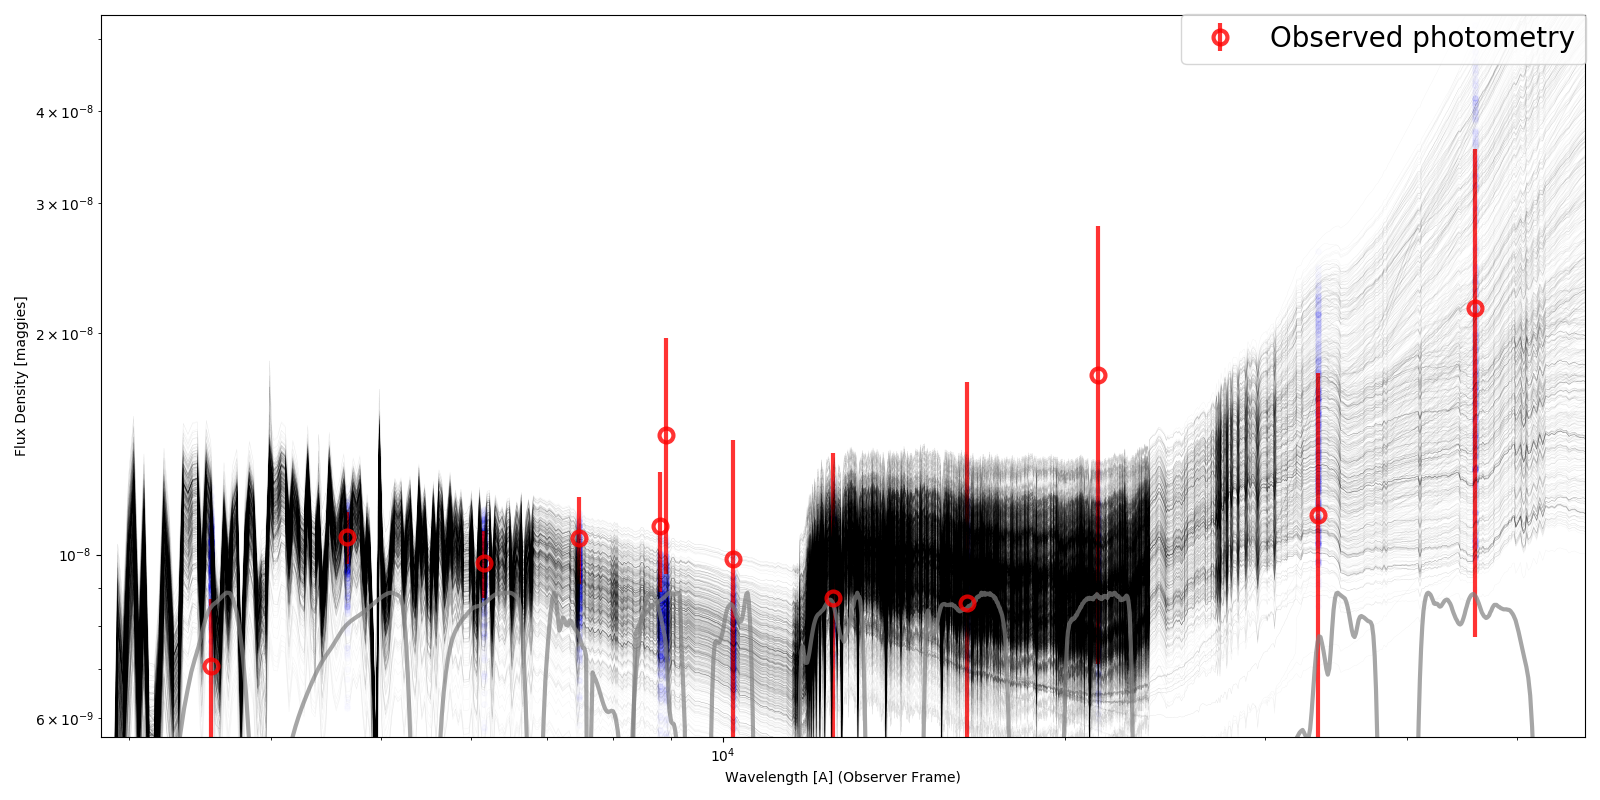 Observed photometry
4 × 10⁻⁸
3 × 10⁻⁸
2 × 10⁻⁸
10⁻⁸
6 × 10⁻⁹
Flux Density [maggies]
10⁴
Wavelength [A] (Observer Frame)